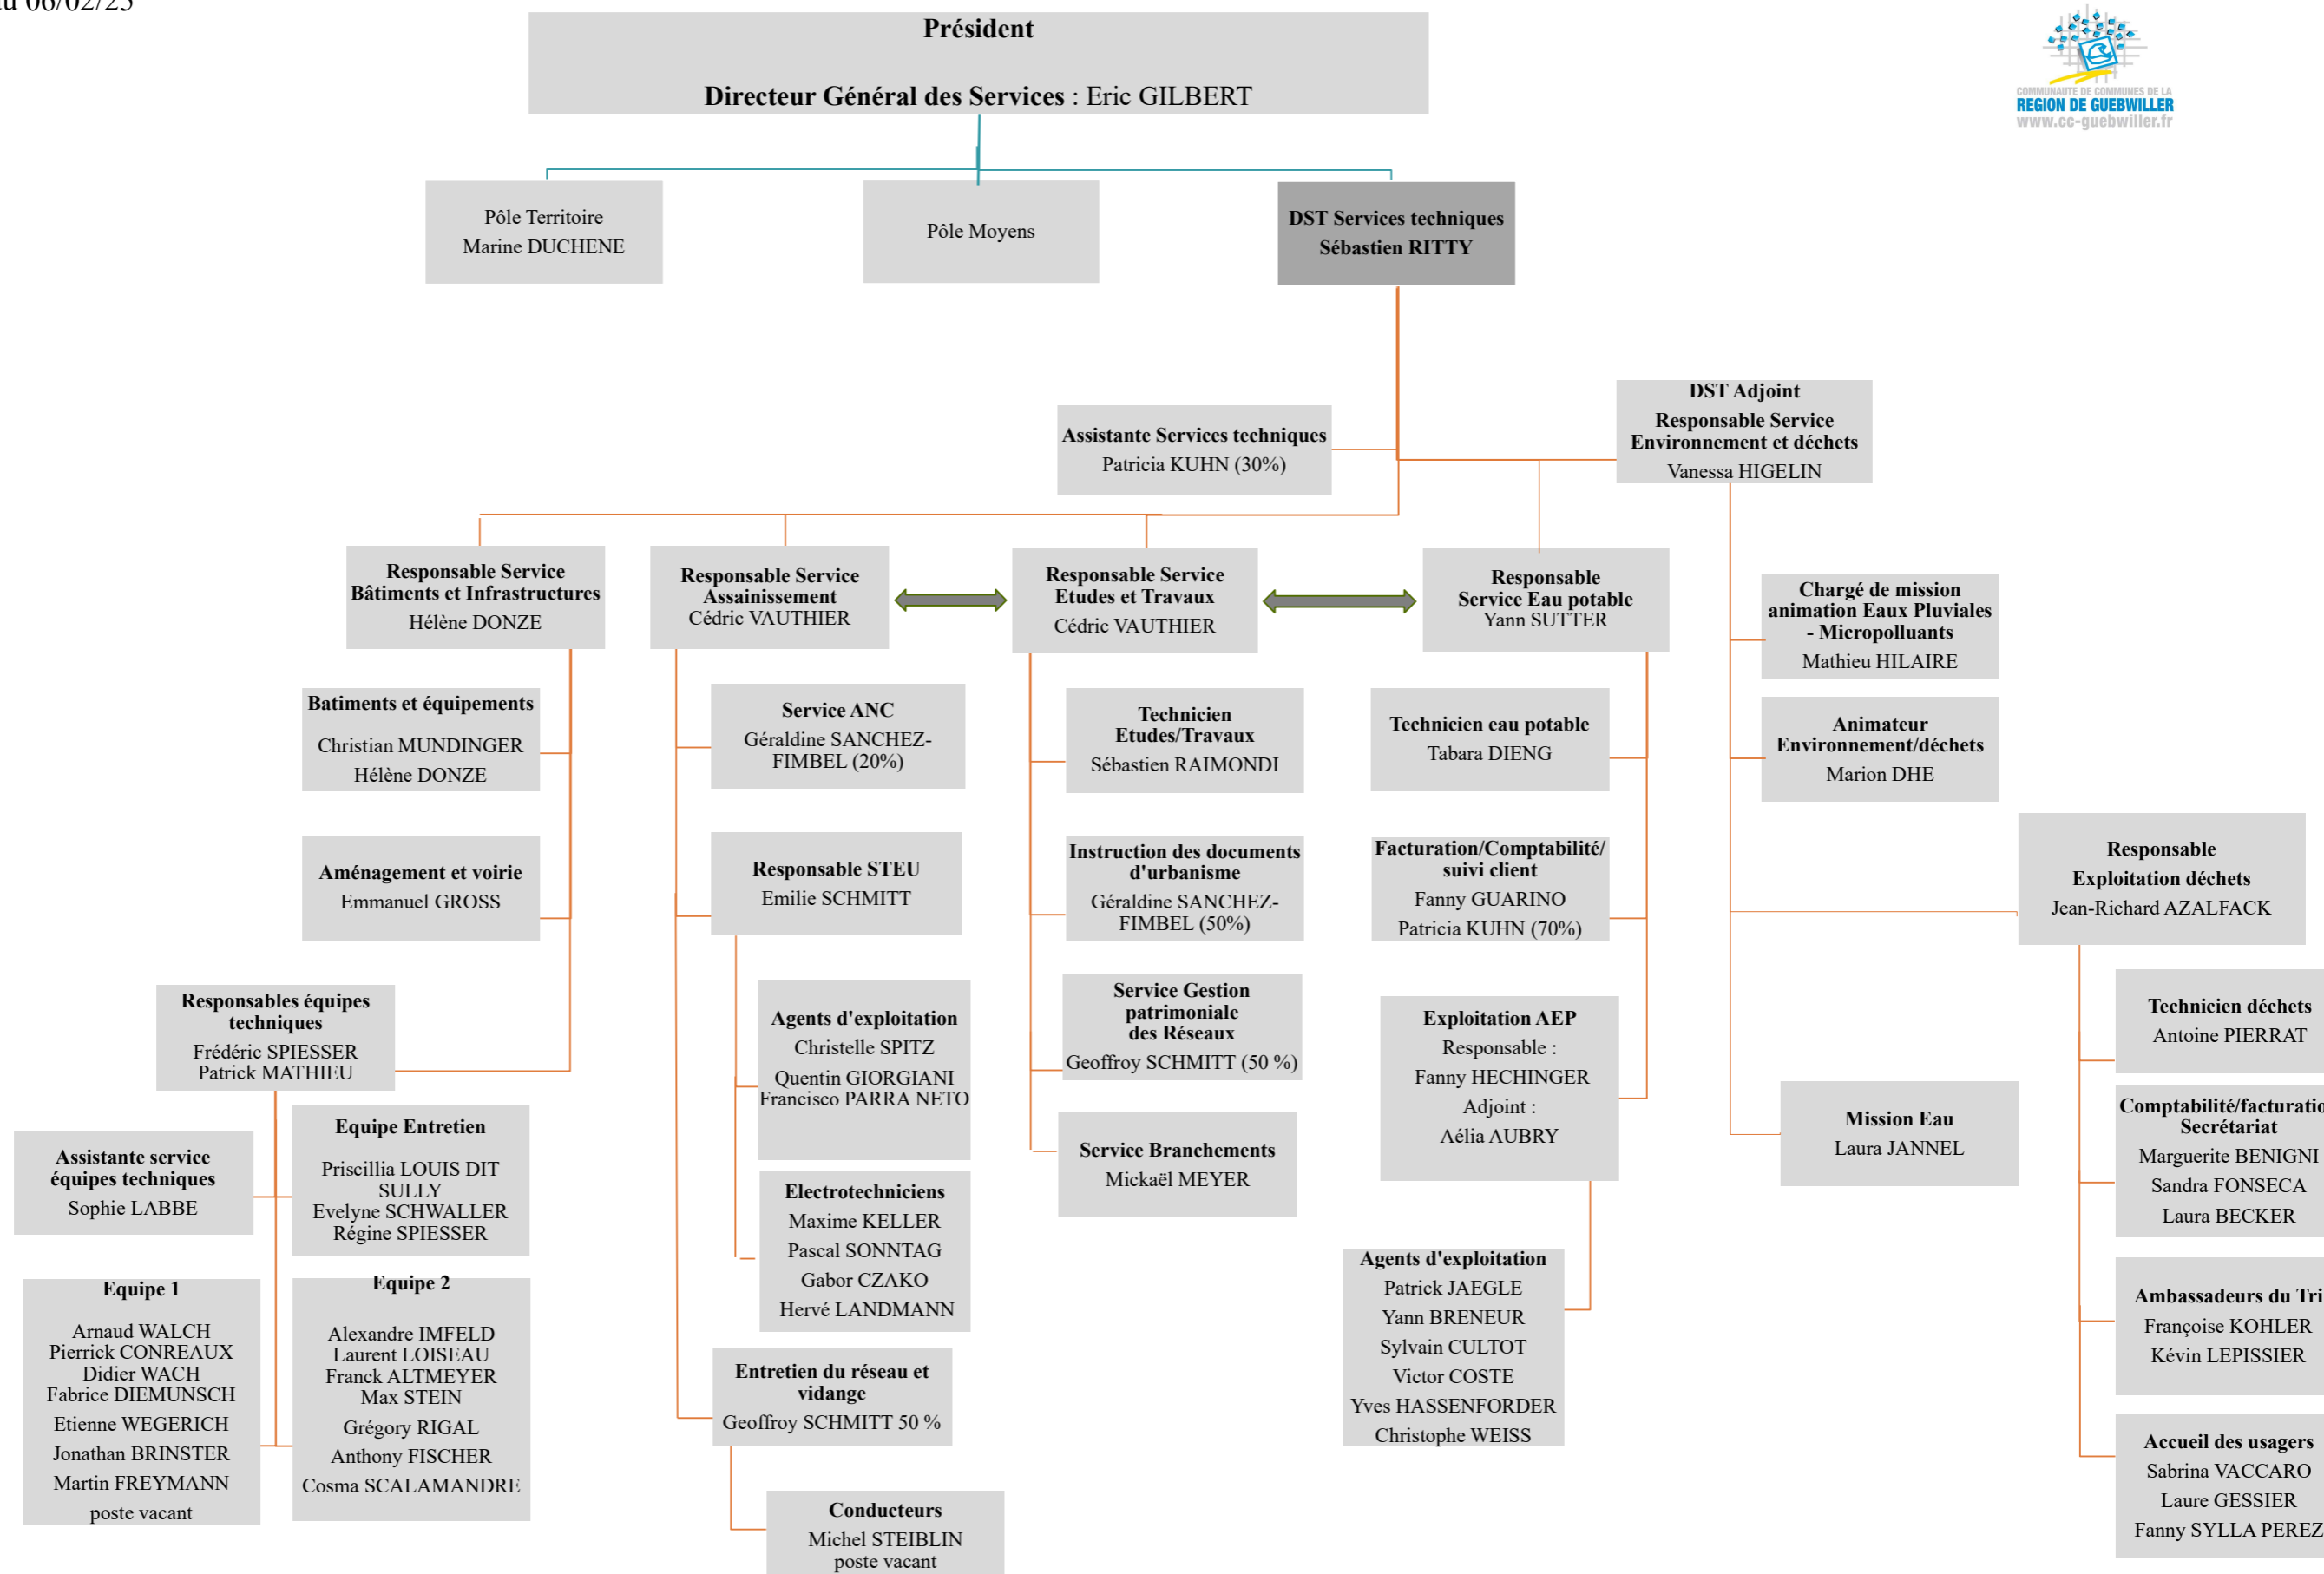 au 06/02/25
Président
Directeur Général des Services : Eric GILBERT
COMMUNAUTE DE COMMUNES DE LA
REGION DE GUEBWILLER
www.cc-guebwiller.fr
Pôle Territoire
Marine DUCHENE
Pôle Moyens
DST Services techniques
Sébastien RITTY
Assistante Services techniques
Patricia KUHN (30%)
DST Adjoint
Responsable Service
Environnement et déchets
Vanessa HIGELIN
Responsable Service
Bâtiments et Infrastructures
Hélène DONZE
Responsable Service
Assainissement
Cédric VAUTHIER
Responsable Service
Etudes et Travaux
Cédric VAUTHIER
Responsable
Service Eau potable
Yann SUTTER
Chargé de mission
animation Eaux Pluviales
- Micropolluants
Mathieu HILAIRE
Batiments et équipements
Christian MUNDINGER
Hélène DONZE
Service ANC
Géraldine SANCHEZ-
FIMBEL (20%)
Technicien
Etudes/Travaux
Sébastien RAIMONDI
Technicien eau potable
Tabara DIENG
Animateur
Environnement/déchets
Marion DHE
Aménagement et voirie
Emmanuel GROSS
Responsable STEU
Emilie SCHMITT
Instruction des documents
d'urbanisme
Géraldine SANCHEZ-
FIMBEL (50%)
Facturation/Comptabilité/
suivi client
Fanny GUARINO
Patricia KUHN (70%)
Responsable
Exploitation déchets
Jean-Richard AZALFACK
Responsables équipes
techniques
Frédéric SPIESSER
Patrick MATHIEU
Agents d'exploitation
Christelle SPITZ
Quentin GIORGIANI
Francisco PARRA NETO
Service Gestion
patrimoniale
des Réseaux
Geoffroy SCHMITT (50 %)
Exploitation AEP
Responsable :
Fanny HECHINGER
Adjoint :
Aélia AUBRY
Technicien déchets
Antoine PIERRAT
Assistante service
équipes techniques
Sophie LABBE
Equipe Entretien
Priscillia LOUIS DIT
SULLY
Evelyne SCHWALLER
Régine SPIESSER
Electrotechniciens
Maxime KELLER
Pascal SONNTAG
Gabor CZAKO
Hervé LANDMANN
Service Branchements
Mickaël MEYER
Mission Eau
Laura JANNEL
Comptabilité/facturatio
Secrétariat
Marguerite BENIGNI
Sandra FONSECA
Laura BECKER
Equipe 1
Arnaud WALCH
Pierrick CONREAUX
Didier WACH
Fabrice DIEMUNSCH
Etienne WEGERICH
Jonathan BRINSTER
Martin FREYMANN
poste vacant
Equipe 2
Alexandre IMFELD
Laurent LOISEAU
Franck ALTMEYER
Max STEIN
Grégory RIGAL
Anthony FISCHER
Cosma SCALAMANDRE
Entretien du réseau et
vidange
Geoffroy SCHMITT 50 %
Agents d'exploitation
Patrick JAEGLE
Yann BRENEUR
Sylvain CULTOT
Victor COSTE
Yves HASSENFORDER
Christophe WEISS
Ambassadeurs du Tri
Françoise KOHLER
Kévin LEPISSIER
Conducteurs
Michel STEIBLIN
poste vacant
Accueil des usagers
Sabrina VACCARO
Laure GESSIER
Fanny SYLLA PEREZ